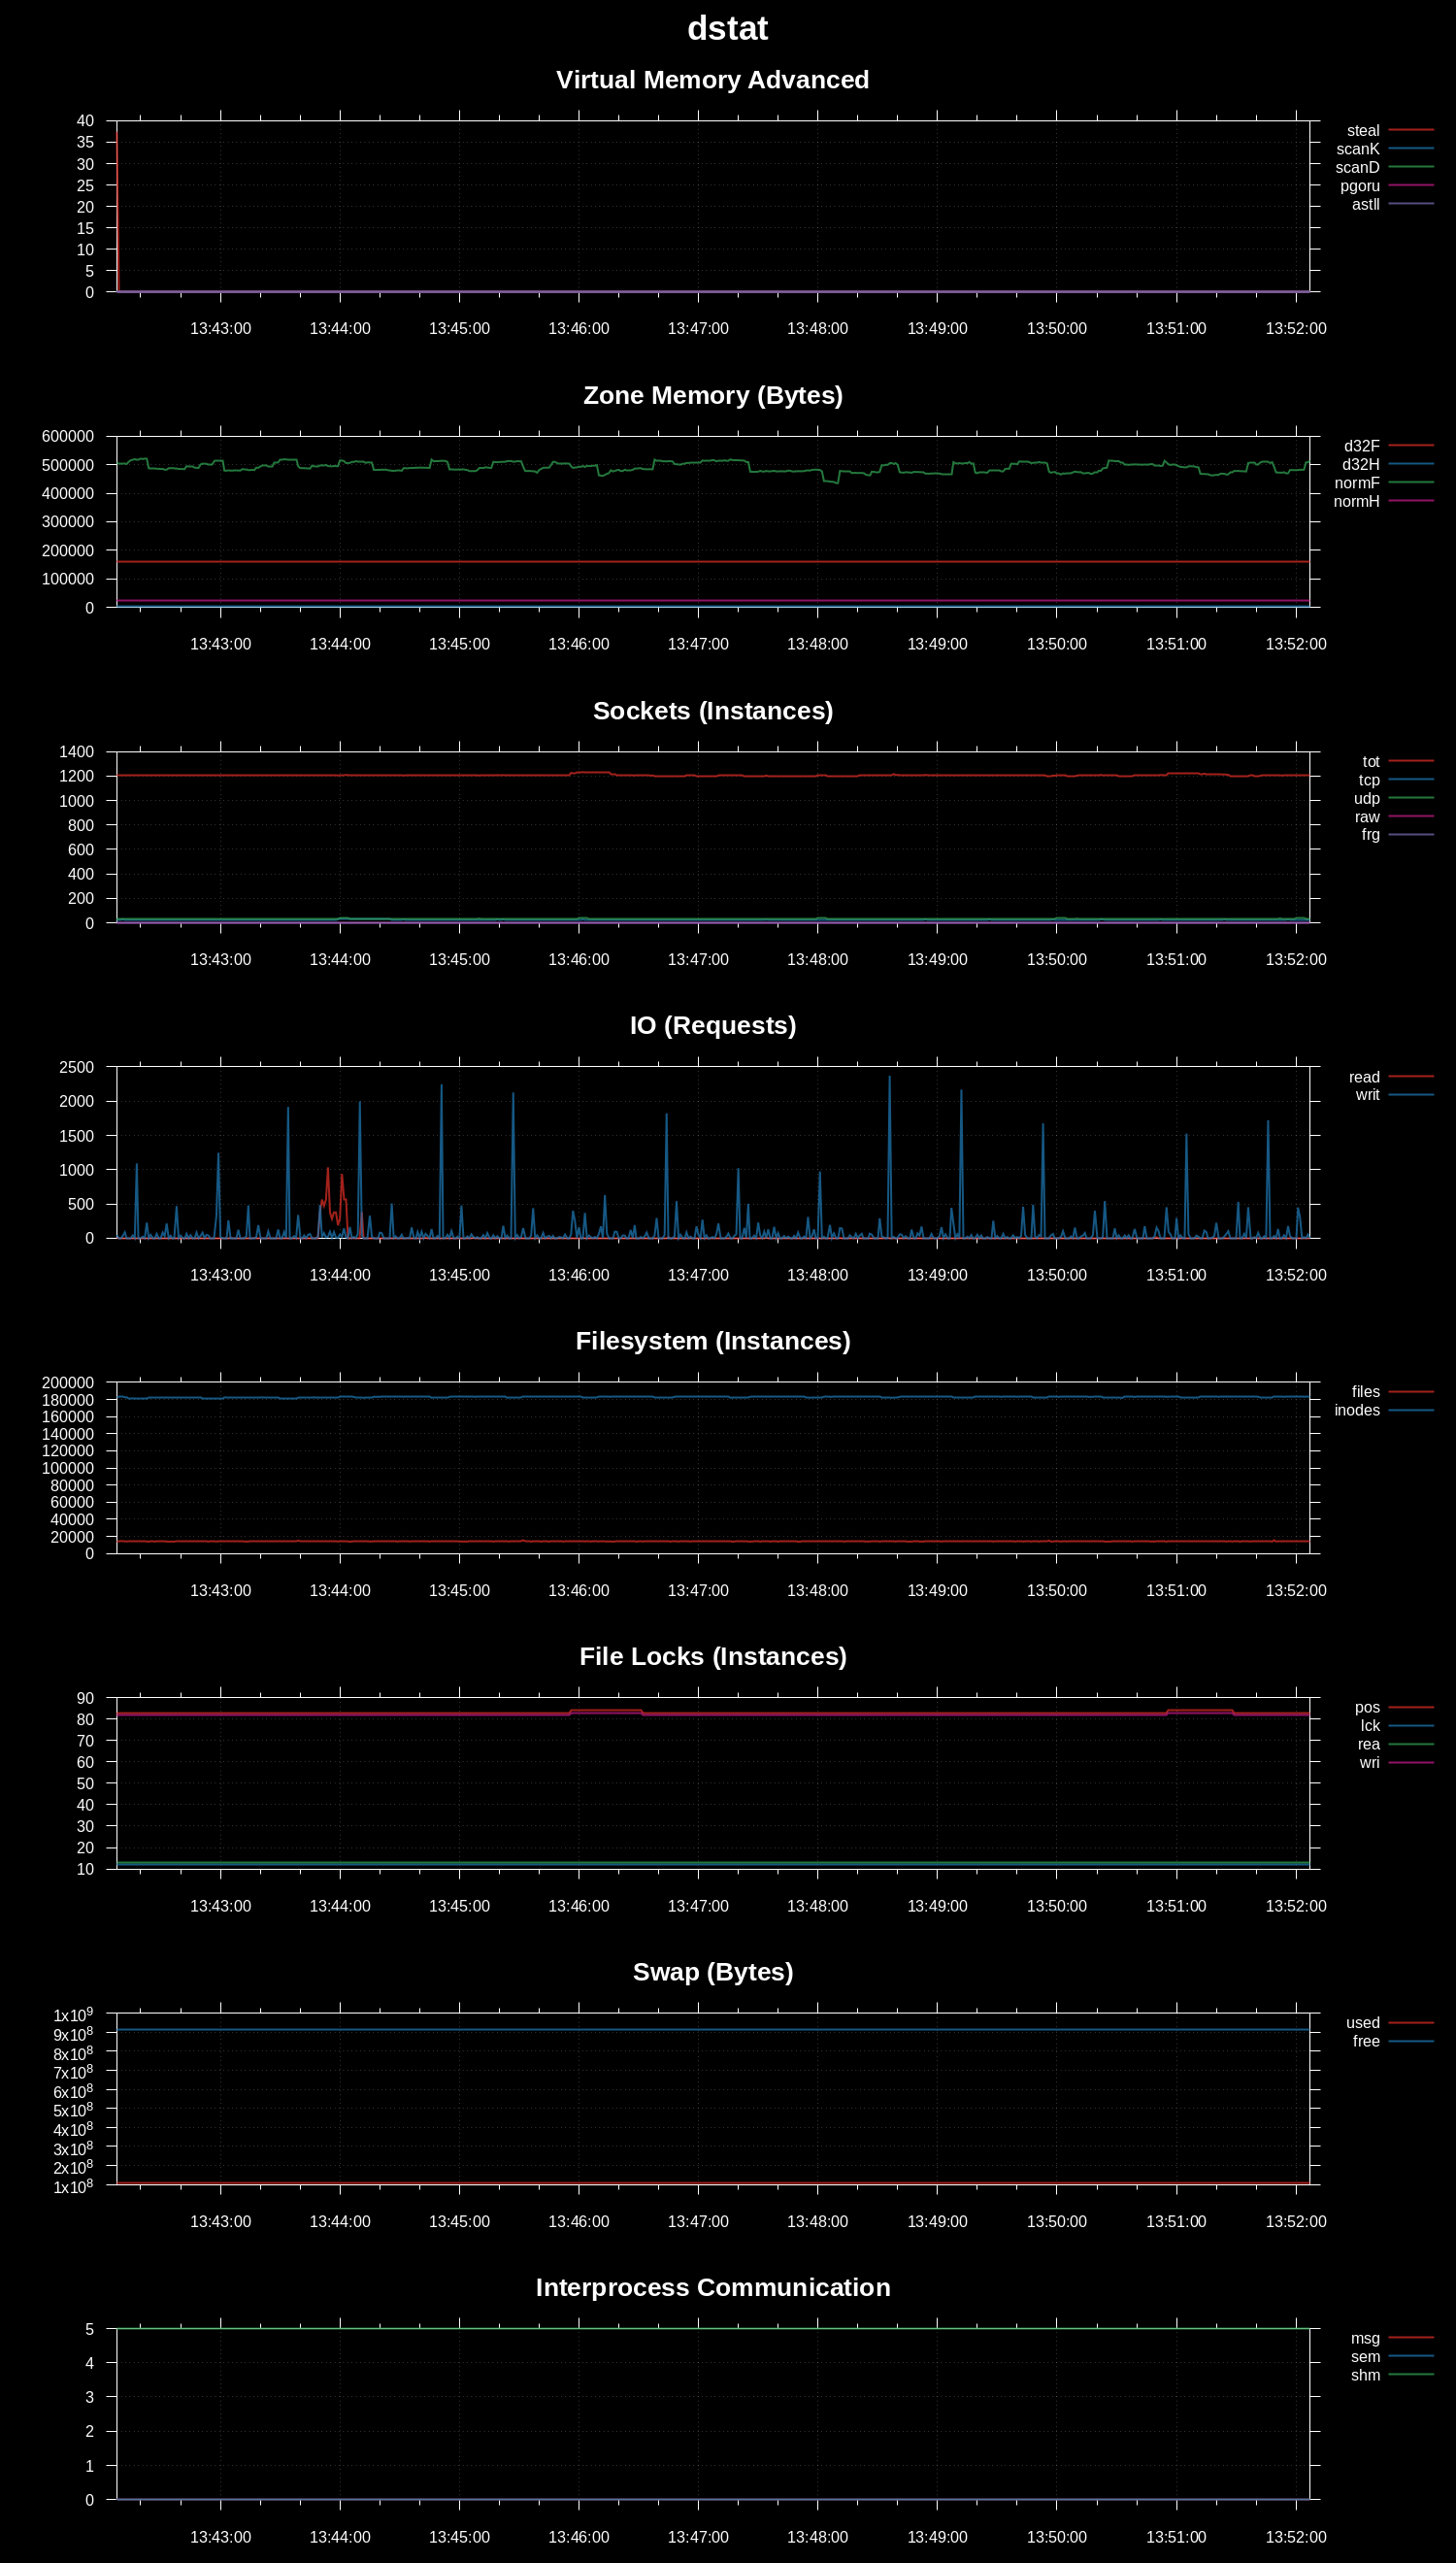 dstat
Virtual Memory Advanced
40
35
30
25
20
15
10
5
0
13:43:00 13:44:00 13:45:00 13:46:00 13:47:00 13:48:00 13:49:00 13:50:00 13:51:00 13:52:00
steal
scanK
scanD
pgoru
astll
Zone Memory (Bytes)
600000
500000
400000
300000
200000
100000
0
13:43:00 13:44:00 13:45:00 13:46:00 13:47:00 13:48:00 13:49:00 13:50:00 13:51:00 13:52:00
d32F
d32H
normF
normH
Sockets (Instances)
1400
1200
1000
800
600
400
200
0
13:43:00 13:44:00 13:45:00 13:46:00 13:47:00 13:48:00 13:49:00 13:50:00 13:51:00 13:52:00
tot
tcp
udp
raw
frg
IO (Requests)
2500
2000
1500
1000
500
0
13:43:00 13:44:00 13:45:00 13:46:00 13:47:00 13:48:00 13:49:00 13:50:00 13:51:00 13:52:00
read
writ
Filesystem (Instances)
200000
180000
160000
140000
120000
100000
80000
60000
40000
20000
0
13:43:00 13:44:00 13:45:00 13:46:00 13:47:00 13:48:00 13:49:00 13:50:00 13:51:00 13:52:00
files
inodes
File Locks (Instances)
90
80
70
60
50
40
30
20
10
13:43:00 13:44:00 13:45:00 13:46:00 13:47:00 13:48:00 13:49:00 13:50:00 13:51:00 13:52:00
pos
lck
rea
wri
Swap (Bytes)
1x10⁹
9x10⁸
8x10⁸
7x10⁸
6x10⁸
5x10⁸
4x10⁸
3x10⁸
2x10⁸
1x10⁸
13:43:00 13:44:00 13:45:00 13:46:00 13:47:00 13:48:00 13:49:00 13:50:00 13:51:00 13:52:00
used
free
Interprocess Communication
5
4
3
2
1
0
13:43:00 13:44:00 13:45:00 13:46:00 13:47:00 13:48:00 13:49:00 13:50:00 13:51:00 13:52:00
msg
sem
shm